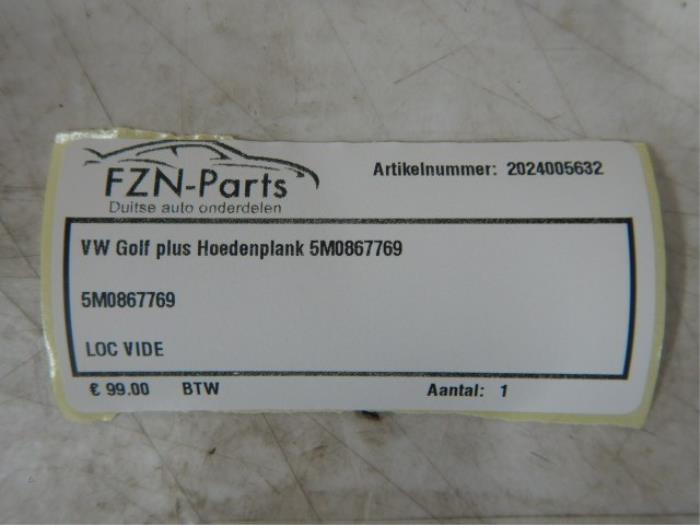 FZN-Parts
Duitse auto onderdelen
Artikelnummer: 2024005632
VW Golf plus Hoedenplank 5M0867769
5M0867769
LOC VIDE
€ 99.00 BTW Aantal: 1